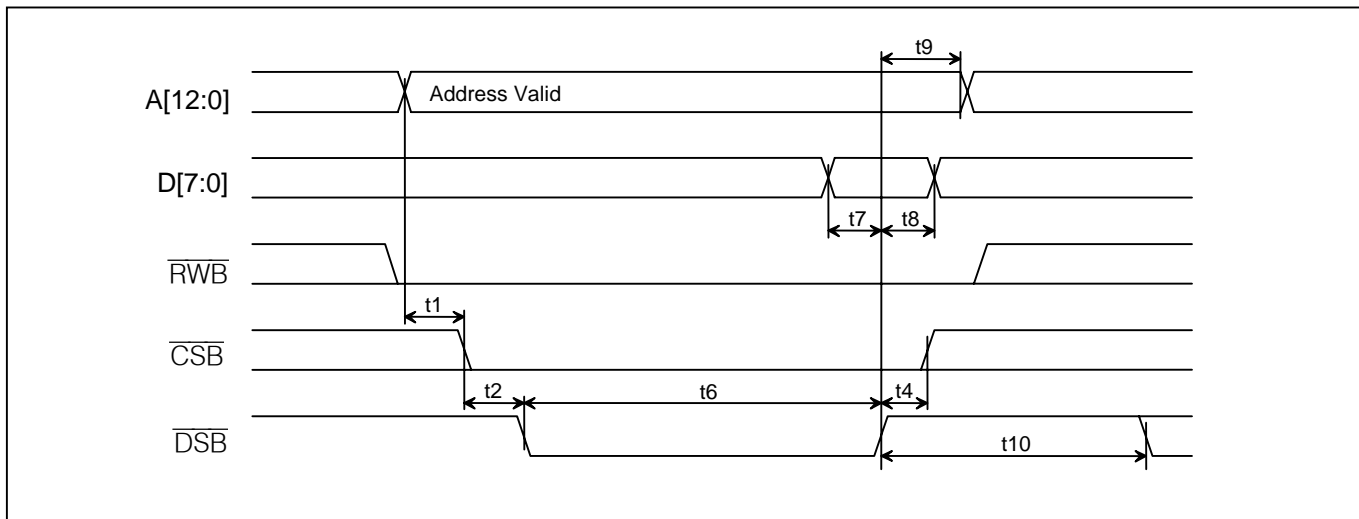 t9
A[12:0] Address Valid
D[7:0]
t7 t8
RWB
t1
CSB
t2 t6 t4
DSB
t10